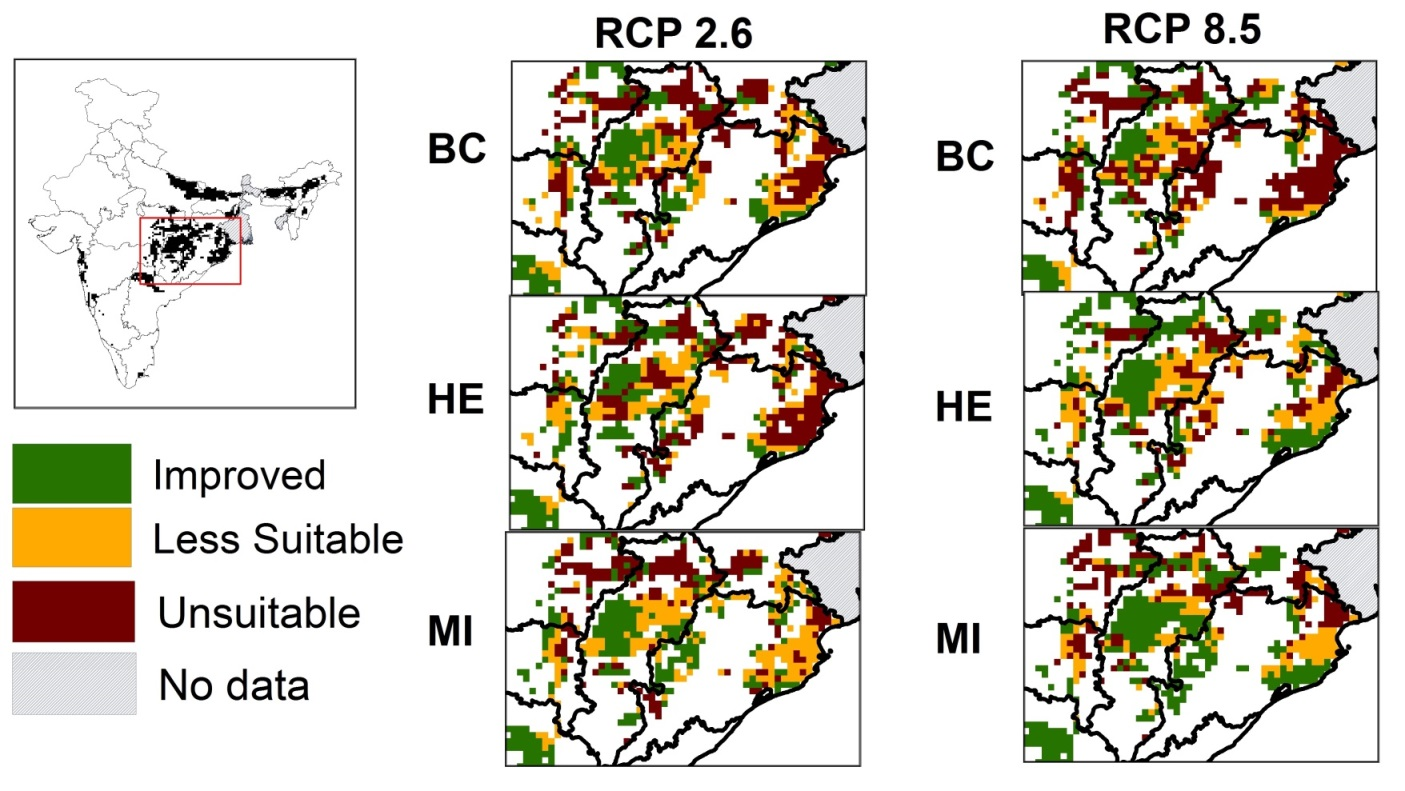 RCP 2.6
RCP 8.5
BC
BC
HE
HE
MI
MI
Improved
Less Suitable
Unsuitable
No data